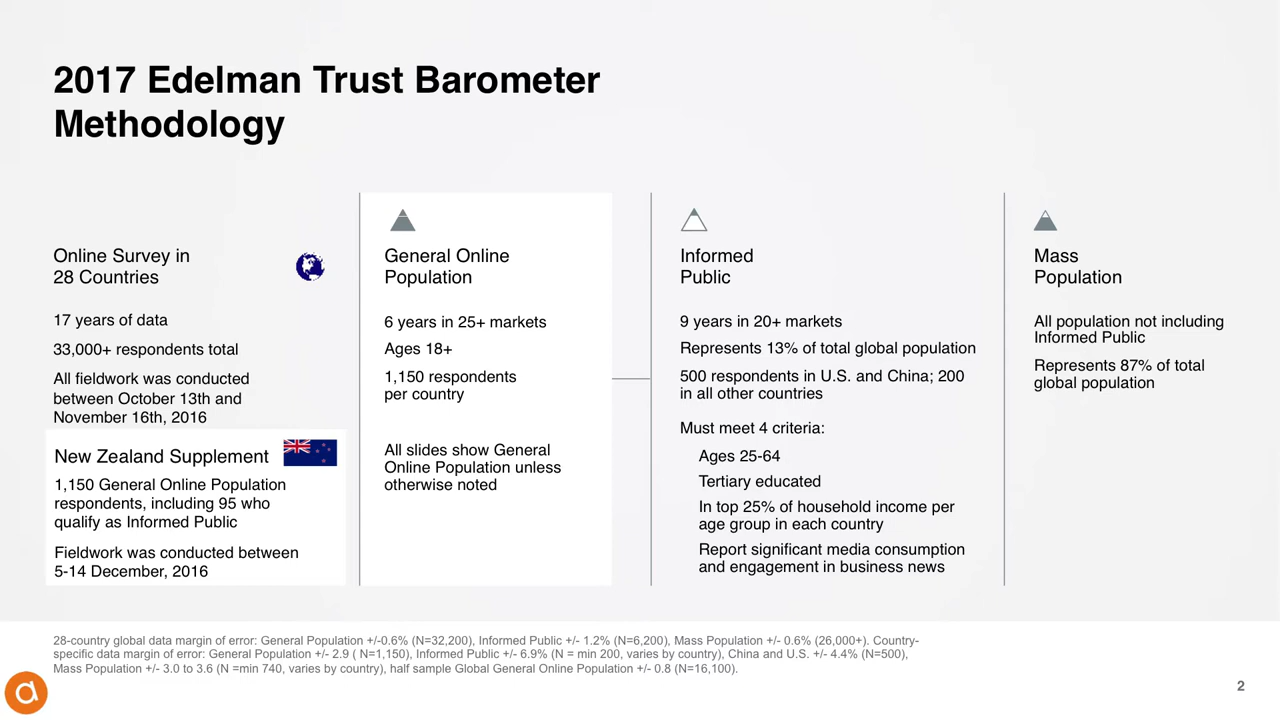 2017 Edelman Trust Barometer
Methodology
Online Survey in
28 Countries
17 years of data
33,000+ respondents total
All fieldwork was conducted
between October 13th and
November 16th, 2016
New Zealand Supplement
1,150 General Online Population
respondents, including 95 who
qualify as Informed Public
Fieldwork was conducted between
5-14 December, 2016
General Online
Population
6 years in 25+ markets
Ages 18+
1,150 respondents
per country
All slides show General
Online Population unless
otherwise noted
Informed
Public
9 years in 20+ markets
Represents 13% of total global population
500 respondents in U.S. and China; 200
in all other countries
Must meet 4 criteria:
Ages 25-64
Tertiary educated
In top 25% of household income per
age group in each country
Report significant media consumption
and engagement in business news
Mass
Population
All population not including
Informed Public
Represents 87% of total
global population
28-country global data margin of error: General Population +/-0.6% (N=32,200), Informed Public +/- 1.2% (N=6,200), Mass Population +/- 0.6% (26,000+). Country-
specific data margin of error: General Population +/- 2.9 ( N=1,150), Informed Public +/- 6.9% (N = min 200, varies by country), China and U.S. +/- 4.4% (N=500),
Mass Population +/- 3.0 to 3.6 (N =min 740, varies by country), half sample Global General Online Population +/- 0.8 (N=16,100).
a
2